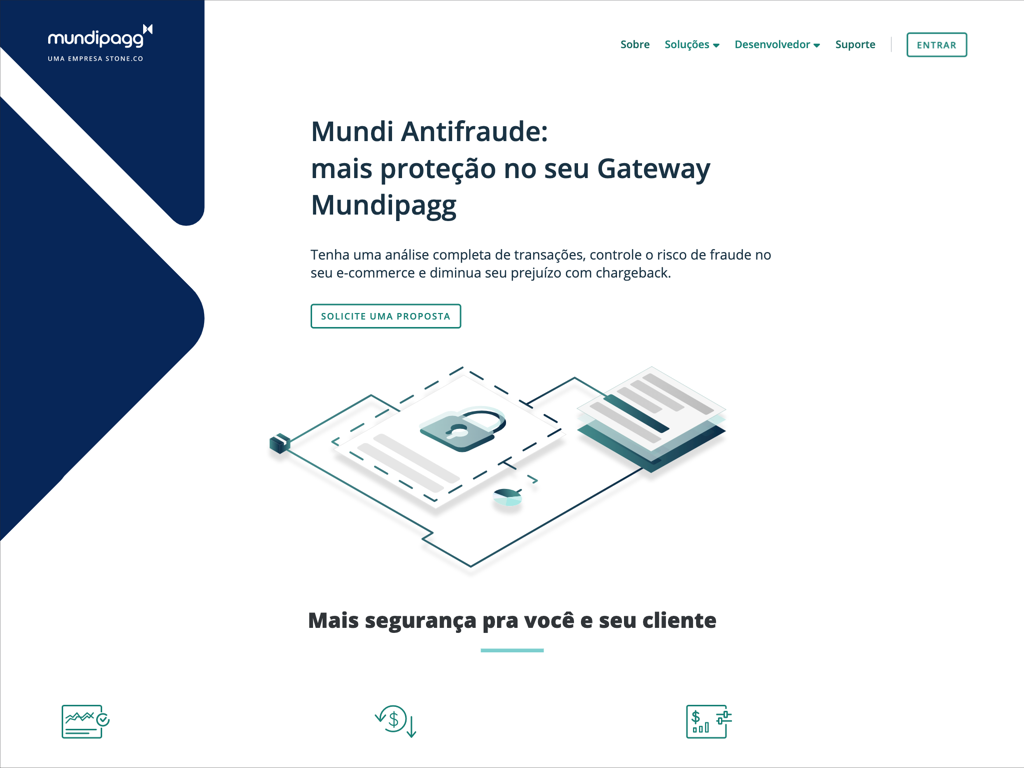 mundipagg
UMA EMPRESA STONE.CO
Sobre
Soluções
Desenvolvedor
Suporte
ENTRAR
Mundi Antifraude:
mais proteção no seu Gateway
Mundipagg
Tenha uma análise completa de transações, controle o risco de fraude no
seu e-commerce e diminua seu prejuízo com chargeback.
SOLICITE UMA PROPOSTA
Mais segurança pra você e seu cliente
$
$